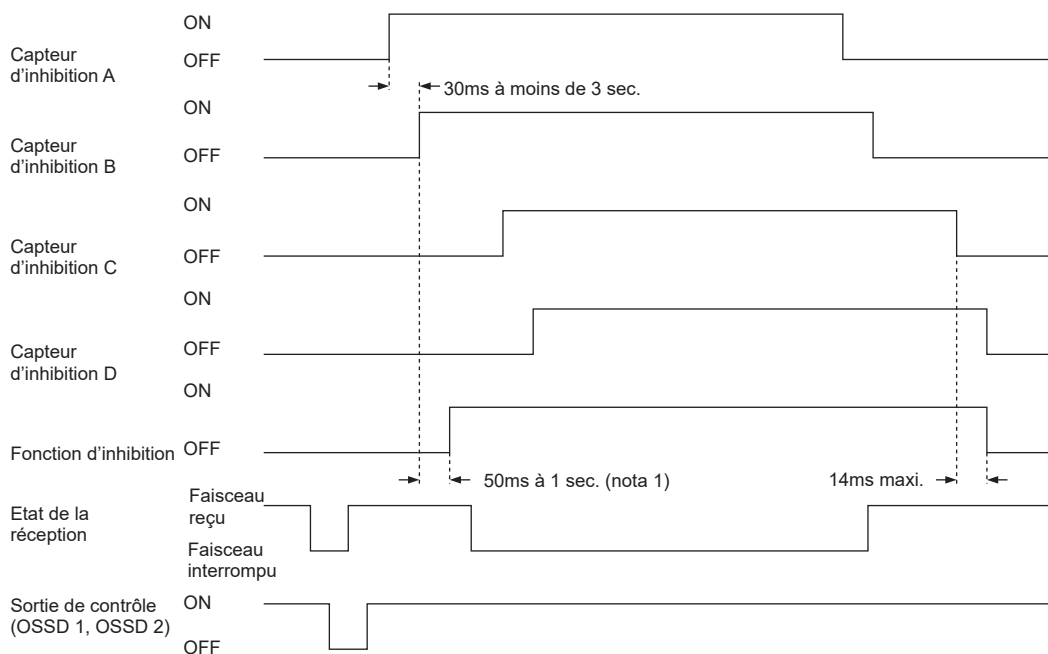 ON
Capteur
d'inhibition A
OFF
30ms à moins de 3 sec.
ON
Capteur
d'inhibition B
OFF
ON
Capteur
d'inhibition C
OFF
ON
Capteur
d'inhibition D
OFF
ON
Fonction d'inhibition
OFF
50ms à 1 sec. (nota 1)
14ms maxi.
Etat de la
réception
Faisceau
reçu
Faisceau
interrompu
Sortie de contrôle
(OSSD 1, OSSD 2)
ON
OFF